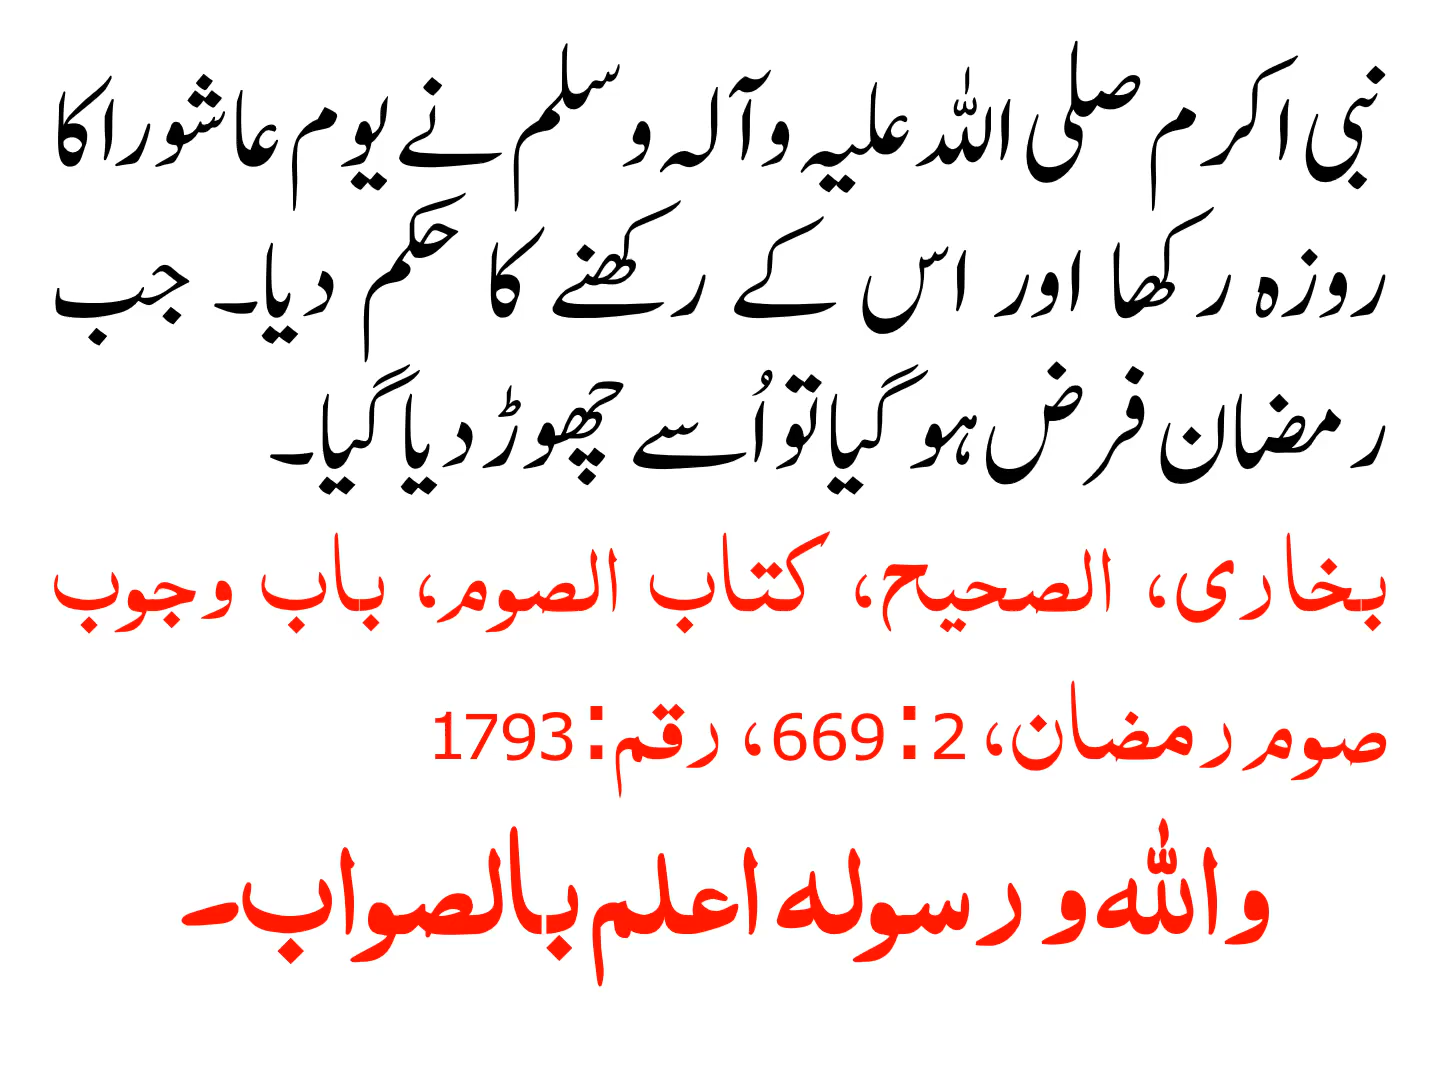 نبی اکرم صلی اللہ علیہ وآلہ وسلم نے یوم عاشورا کا
روزہ رکھا اور اس کے رکھنے کا حکم دیا۔ جب
رمضان فرض ہو گیا تو اُسے چھوڑ دیا گیا۔
بخاری، الصحیح، کتاب الصوم، باب وجوب
صوم رمضان، 2: 669، رقم: 1793
واللہ و رسولہ اعلم بالصواب۔